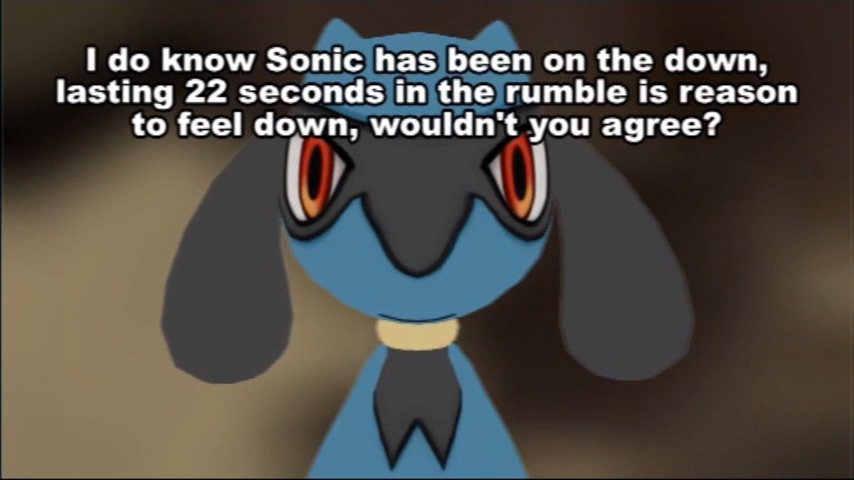 I do know Sonic has been on the down,
lasting 22 seconds in the rumble is reason
to feel down, wouldn't you agree?